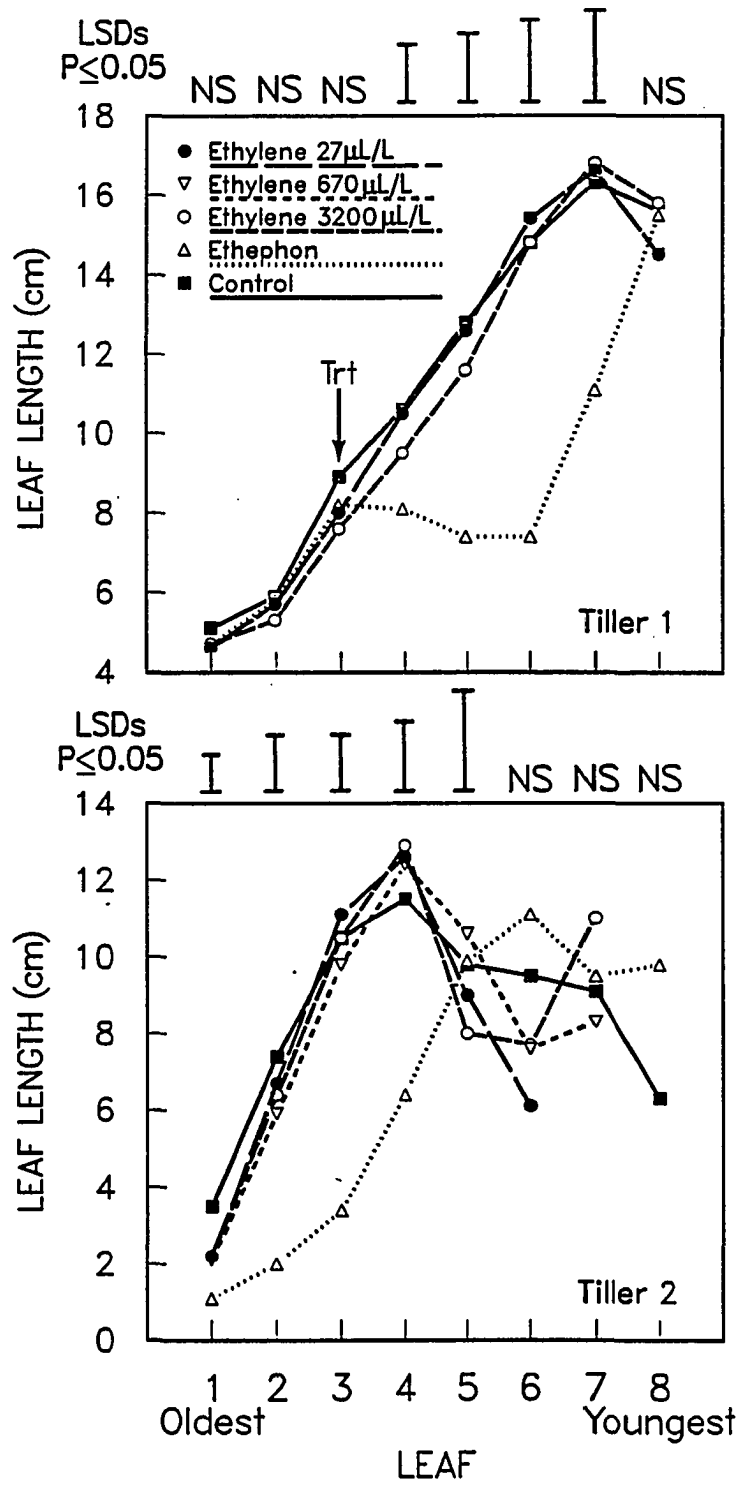 LSDs
P≤0.05
NS NS NS NS
18
16
14
12
10
8
6
4
LEAF LENGTH (cm)
Ethylene 27µL/L
Ethylene 670µL/L
Ethylene 3200µL/L
Ethephon
Control
Trt
Tiller 1
LSDs
P≤0.05
NS NS NS
14
12
10
8
6
4
2
0
LEAF LENGTH (cm)
Tiller 2
1 2 3 4 5 6 7 8
Oldest Youngest
LEAF